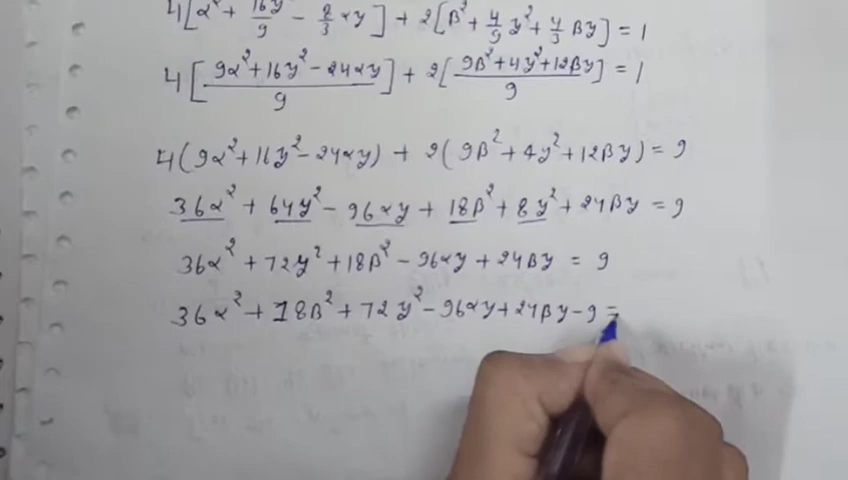 4[α² + 16y²/9 - 8/3 αy] + 2[β² + 4/9 y² + 4/3 βy] = 1
4[(9α² + 16y² - 24αy)/9] + 2[(9β² + 4y² + 12βy)/9] = 1
4(9α² + 16y² - 24αy) + 2(9β² + 4y² + 12βy) = 9
36α² + 64y² - 96αy + 18β² + 8y² + 24βy = 9
36α² + 72y² + 18β² - 96αy + 24βy = 9
36α² + 18β² + 72y² - 96αy + 24βy - 9 =